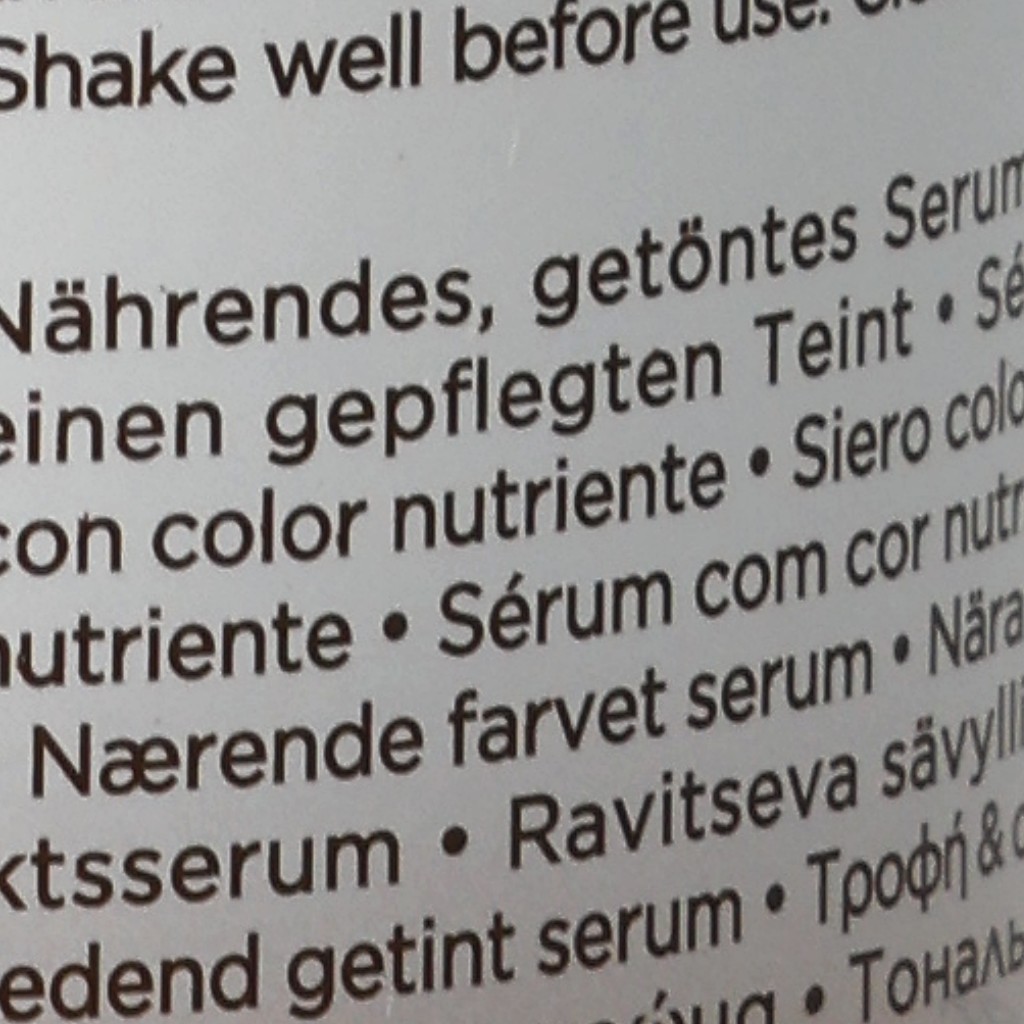 Shake well before use.
Nährendes, getöntes Serum
einen gepflegten Teint • Sé
con color nutriente • Siero colo
nutriente • Sérum com cor nutr
Nærende farvet serum • Nära
ktsserum • Ravitseva sävylli
edend getint serum • Τροφή &
• Тональ